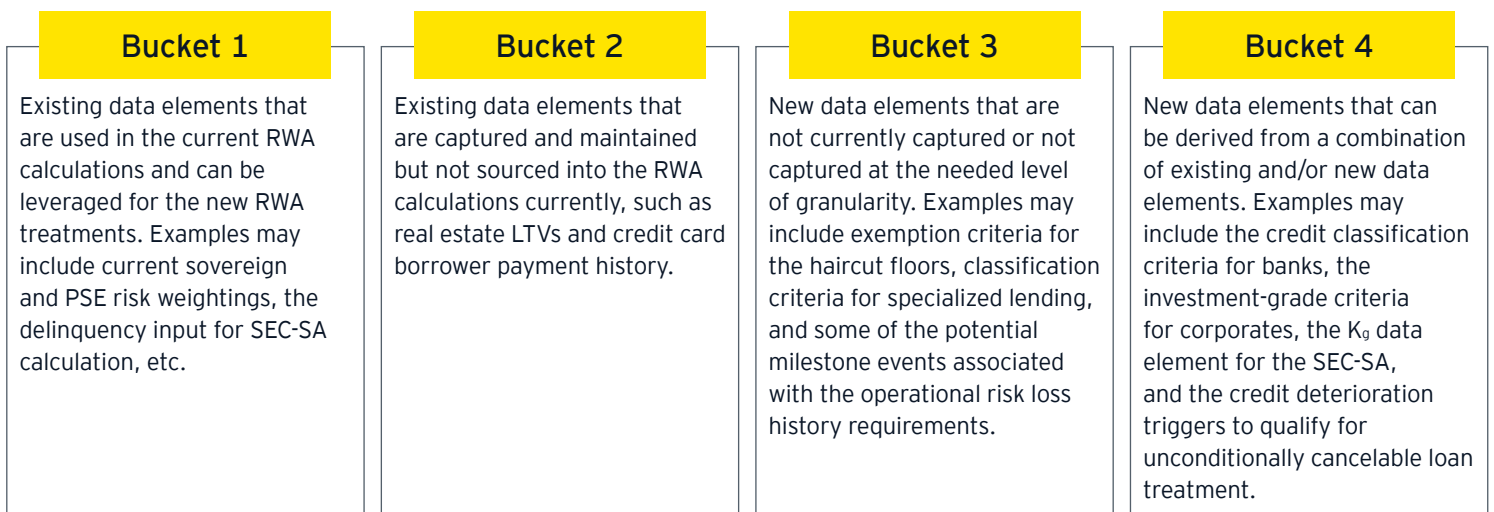 Bucket 1
Existing data elements that
are used in the current RWA
calculations and can be
leveraged for the new RWA
treatments. Examples may
include current sovereign
and PSE risk weightings, the
delinquency input for SEC-SA
calculation, etc.
Bucket 2
Existing data elements that
are captured and maintained
but not sourced into the RWA
calculations currently, such as
real estate LTVs and credit card
borrower payment history.
Bucket 3
New data elements that are
not currently captured or not
captured at the needed level
of granularity. Examples may
include exemption criteria for
the haircut floors, classification
criteria for specialized lending,
and some of the potential
milestone events associated
with the operational risk loss
history requirements.
Bucket 4
New data elements that can
be derived from a combination
of existing and/or new data
elements. Examples may
include the credit classification
criteria for banks, the
investment-grade criteria
for corporates, the Kg data
element for the SEC-SA,
and the credit deterioration
triggers to qualify for
unconditionally cancelable loan
treatment.